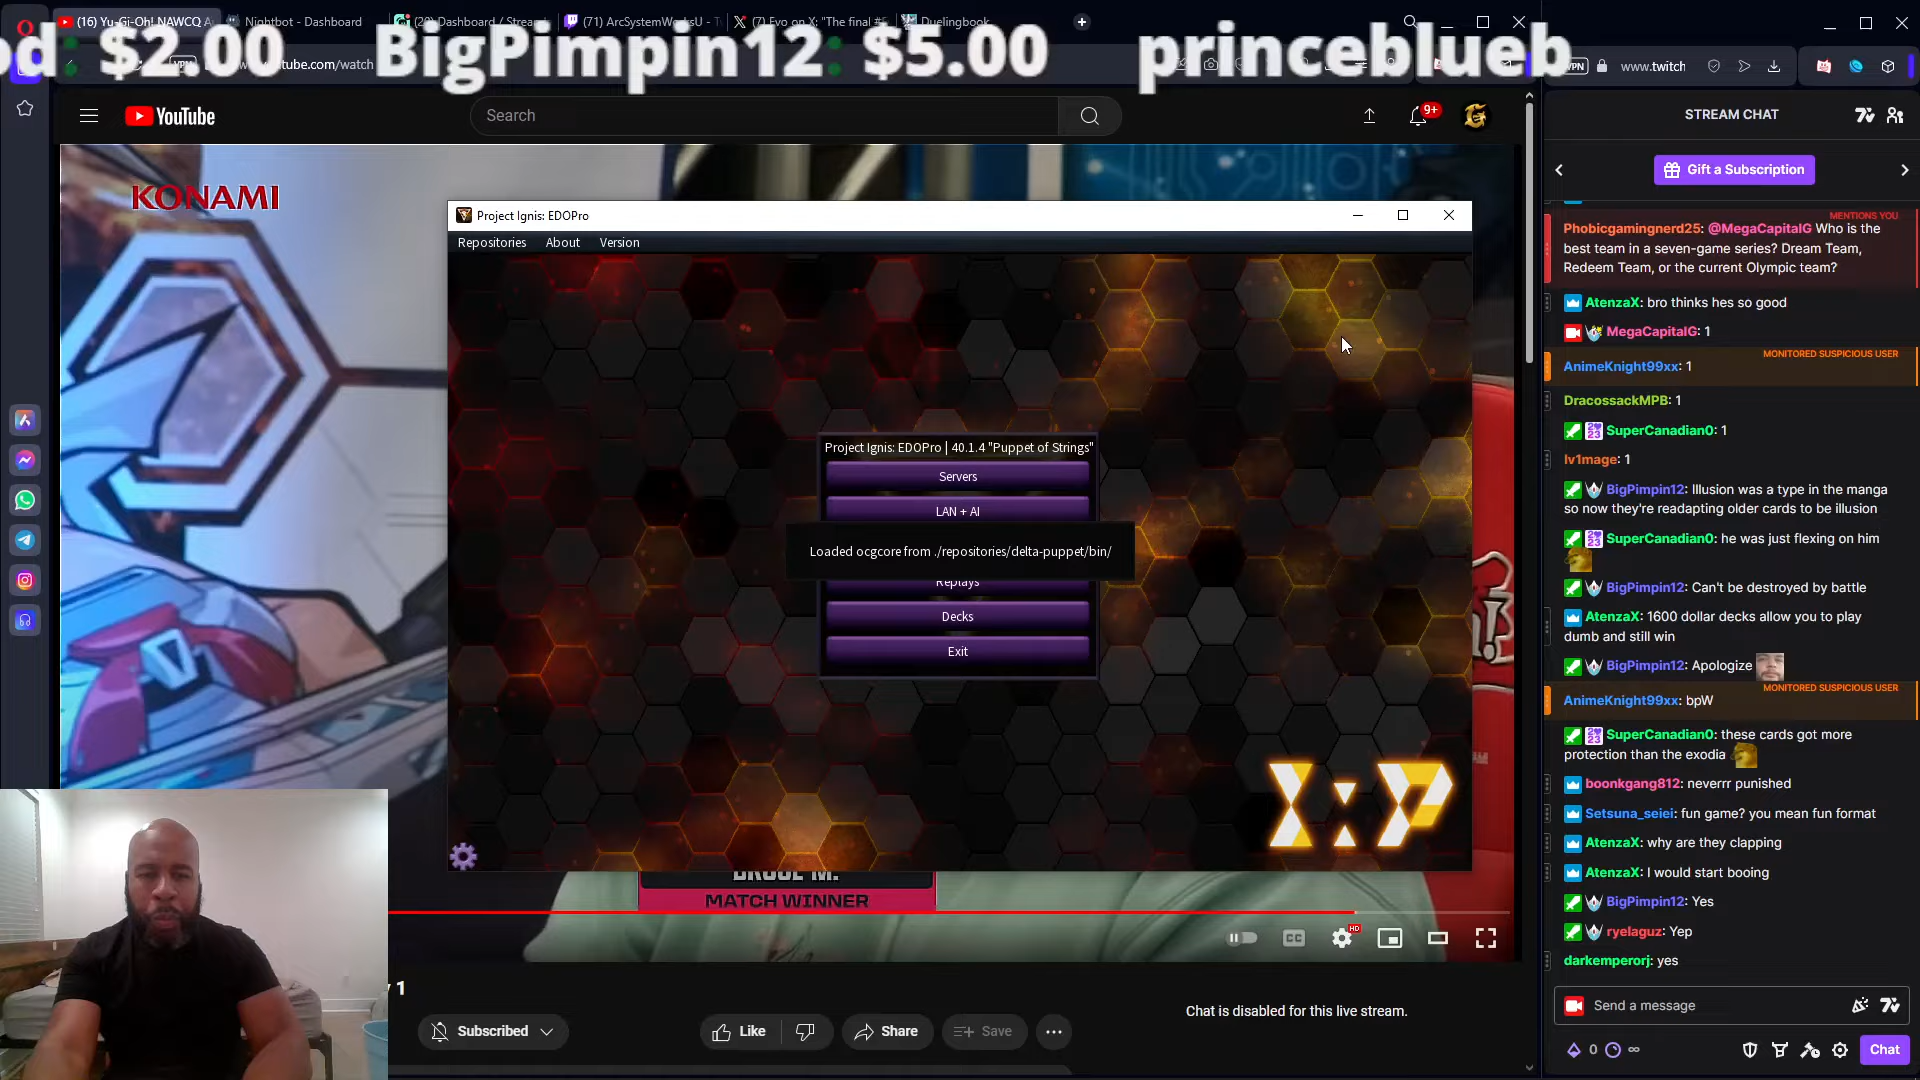 (16) Yu-Gi-Oh! NAWCQ
Nightbot - Dashboard
Dashboard / Stream
(71) ArcSystemWorksU - T
(7) Evo on X: "The final #E
Duelingbook
od: $2.00 BigPimpin12: $5.00 princeblueb
VPN
youtube.com/watch
VPN
www.twitch
YouTube
Search
9+
KONAMI
Project Ignis: EDOPro
Repositories About Version
Project Ignis: EDOPro | 40.1.4 "Puppet of Strings"
Servers
LAN + AI
Loaded ocgcore from ./repositories/delta-puppet/bin/
Replays
Decks
Exit
BRUCE M.
MATCH WINNER
CC
HD
y 1
Subscribed
Like
Share
Save
Chat is disabled for this live stream.
STREAM CHAT
Gift a Subscription
MENTIONS YOU
Phobicgamingnerd25: @MegaCapitalG Who is the
best team in a seven-game series? Dream Team,
Redeem Team, or the current Olympic team?
AtenzaX: bro thinks hes so good
MegaCapitalG: 1
MONITORED SUSPICIOUS USER
AnimeKnight99xx: 1
DracossackMPB: 1
SuperCanadian0: 1
lv1mage: 1
BigPimpin12: Illusion was a type in the manga
so now they're readapting older cards to be illusion
SuperCanadian0: he was just flexing on him
BigPimpin12: Can't be destroyed by battle
AtenzaX: 1600 dollar decks allow you to play
dumb and still win
BigPimpin12: Apologize
MONITORED SUSPICIOUS USER
AnimeKnight99xx: bpW
SuperCanadian0: these cards got more
protection than the exodia
boonkgang812: neverrr punished
Setsuna_seiei: fun game? you mean fun format
AtenzaX: why are they clapping
AtenzaX: I would start booing
BigPimpin12: Yes
ryelaguz: Yep
darkemperorj: yes
Send a message
0 ∞
Chat